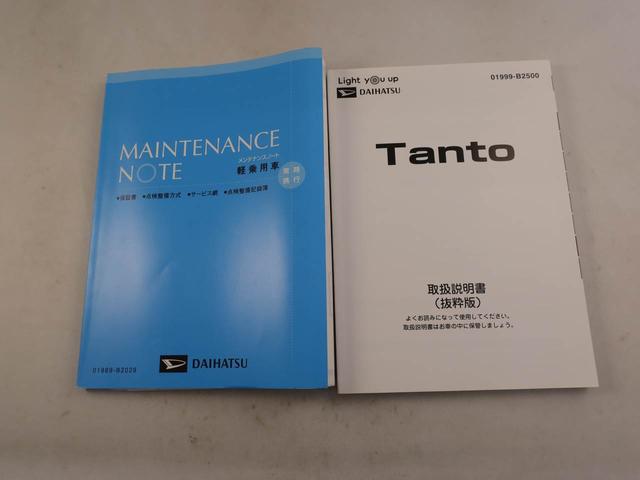 MAINTENANCE
NOTE
メンテナンスノート
軽乗用車
•保証書 •点検整備方式 •サービス網 •点検整備記録簿
DAIHATSU
01989-B2029
Light you up
DAIHATSU
01999-B2500
Tanto
取扱説明書
(抜粋版)
よくお読みになって使用してください。
取扱説明書はお車の中に保管しましょう。